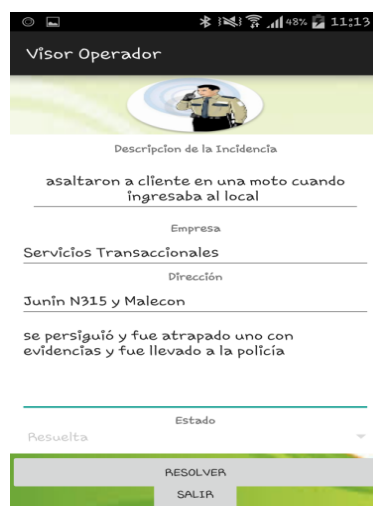 48% 11:13
Visor Operador
Descripcion de la Incidencia
asaltaron a cliente en una moto cuando
ingresaba al local
Empresa
Servicios Transaccionales
Dirección
Junin N315 y Malecon
se persiguió y fue atrapado uno con
evidencias y fue llevado a la policía
Estado
Resuelta
RESOLVER
SALIR